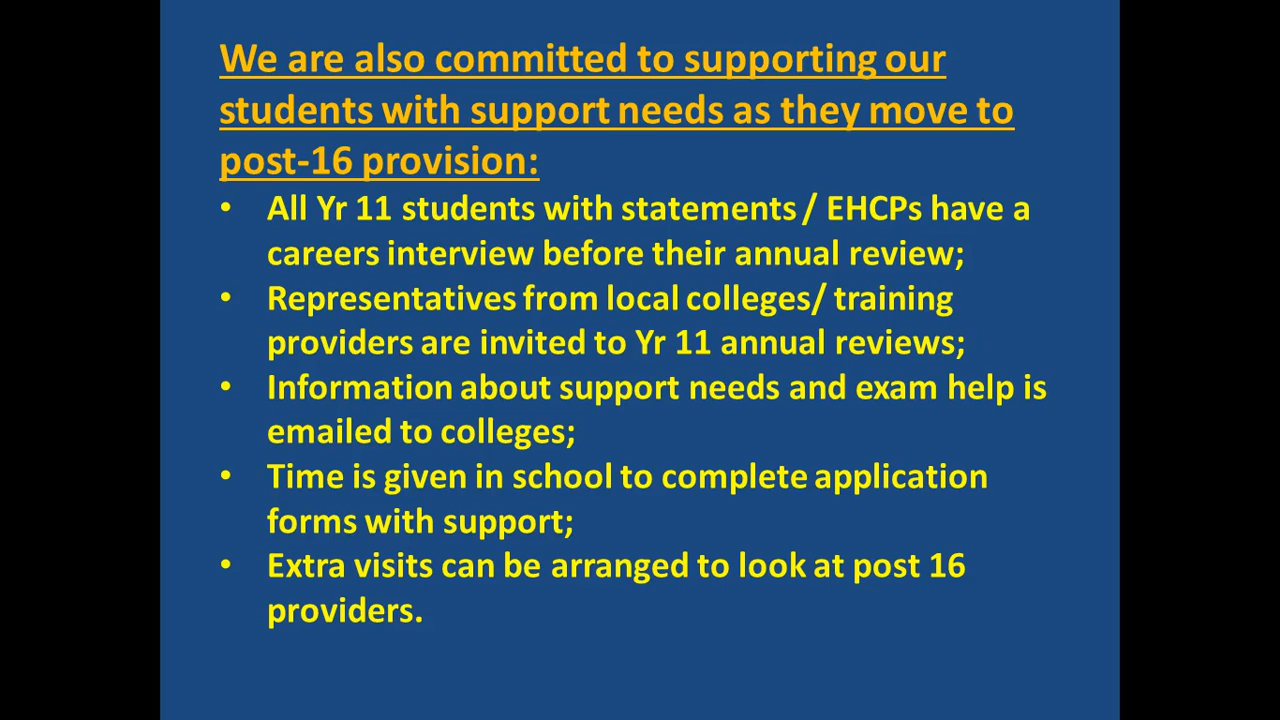 We are also committed to supporting our
students with support needs as they move to
post-16 provision:
• All Yr 11 students with statements / EHCPs have a
careers interview before their annual review;
• Representatives from local colleges/ training
providers are invited to Yr 11 annual reviews;
• Information about support needs and exam help is
emailed to colleges;
• Time is given in school to complete application
forms with support;
• Extra visits can be arranged to look at post 16
providers.